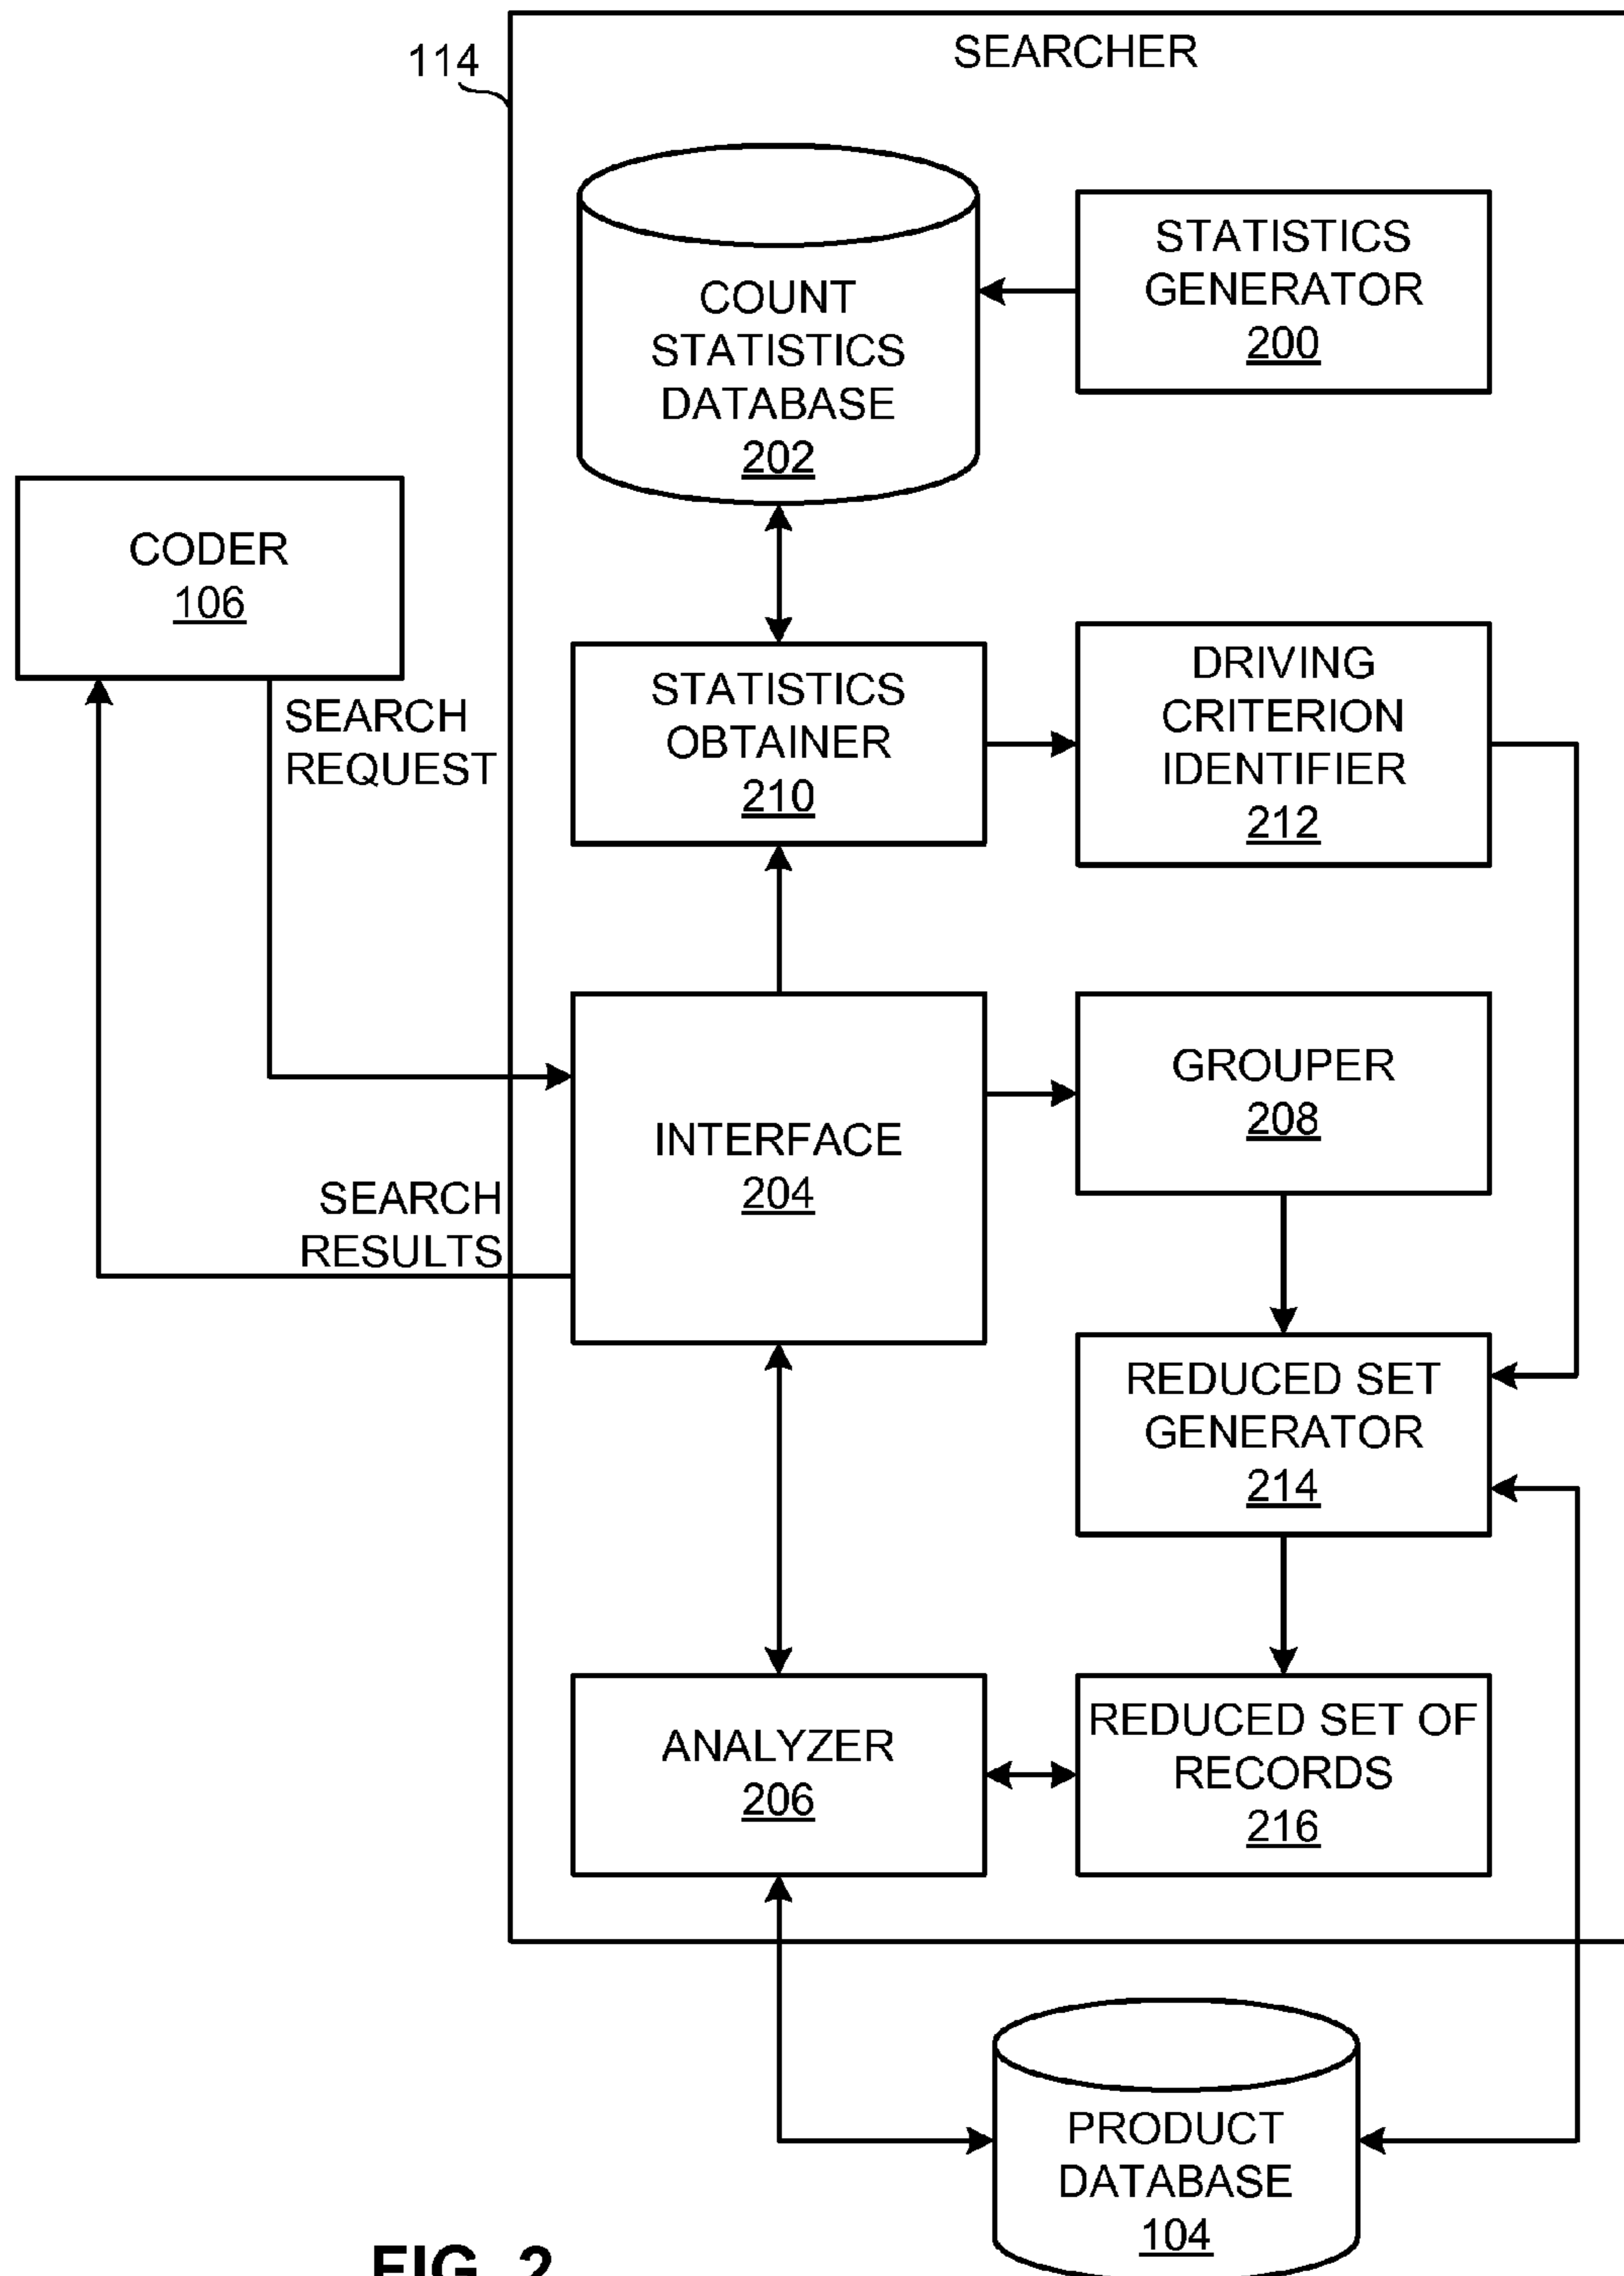 SEARCHER
114
COUNT
STATISTICS
DATABASE
202
STATISTICS
GENERATOR
200
CODER
106
SEARCH
REQUEST
STATISTICS
OBTAINER
210
DRIVING
CRITERION
IDENTIFIER
212
INTERFACE
204
GROUPER
208
SEARCH
RESULTS
REDUCED SET
GENERATOR
214
ANALYZER
206
REDUCED SET OF
RECORDS
216
PRODUCT
DATABASE
104
FIG. 2